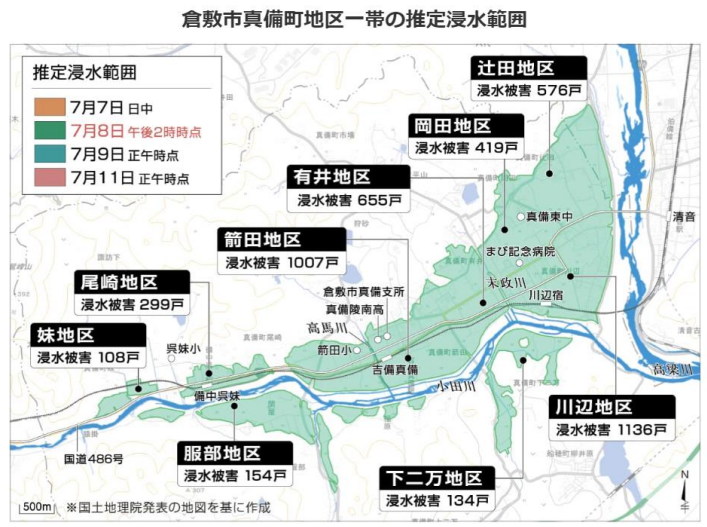 倉敷市真備町地区一帯の推定浸水範囲
推定浸水範囲
7月7日 日中
7月8日 午後2時時点
7月9日 正午時点
7月11日 正午時点
辻田地区
浸水被害 576戸
岡田地区
浸水被害 419戸
有井地区
浸水被害 655戸
箭田地区
浸水被害 1007戸
尾崎地区
浸水被害 299戸
妹地区
浸水被害 108戸
服部地区
浸水被害 154戸
下二万地区
浸水被害 134戸
川辺地区
浸水被害 1136戸
真備東中
まび記念病院
清音
末政川
川辺宿
倉敷市真備支所
真備陵南高
高馬川
箭田小
吉備真備
呉妹小
備中呉妹
小田川
高梁川
国道486号
真備町市場
真備町尾崎
500m
※国土地理院発表の地図を基に作成
N